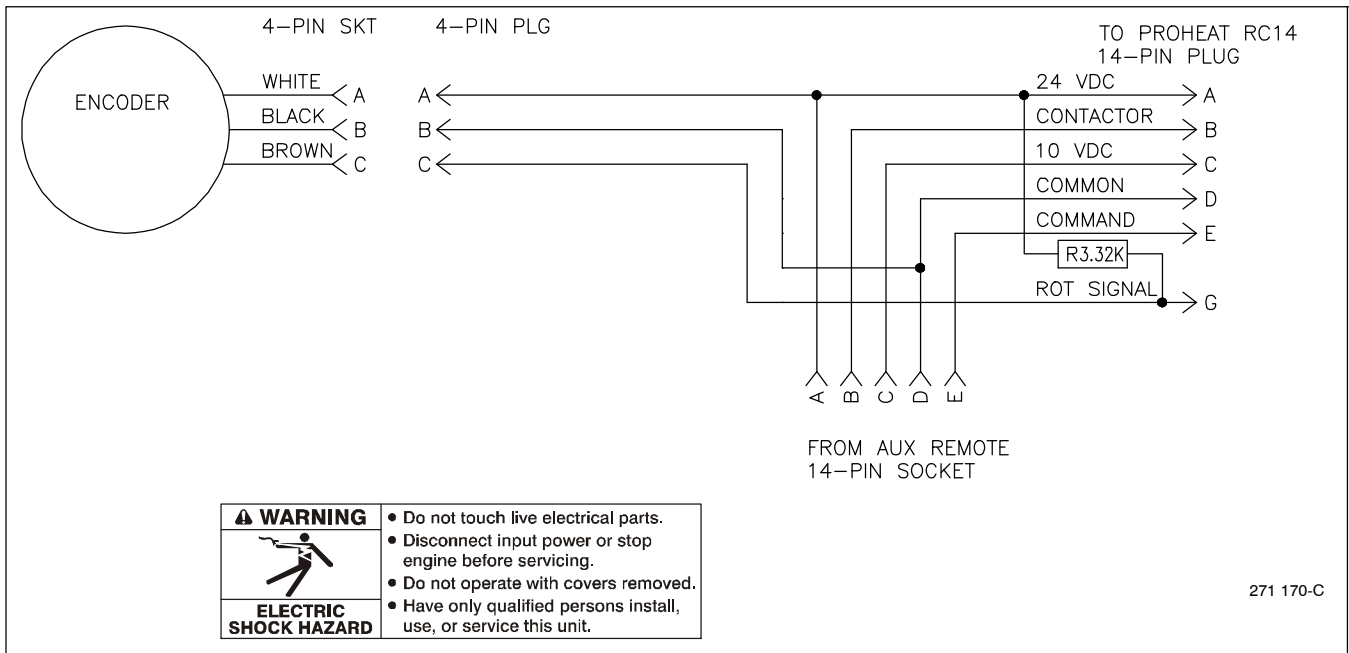 4-PIN SKT 4-PIN PLG
TO PROHEAT RC14
14-PIN PLUG
ENCODER
WHITE A A 24 VDC A
BLACK B B CONTACTOR B
BROWN C C 10 VDC C
COMMON D
COMMAND E
R3.32K
ROT SIGNAL G
A B C D E
FROM AUX REMOTE
14-PIN SOCKET
WARNING
ELECTRIC
SHOCK HAZARD
• Do not touch live electrical parts.
• Disconnect input power or stop
engine before servicing.
• Do not operate with covers removed.
• Have only qualified persons install,
use, or service this unit.
271 170-C